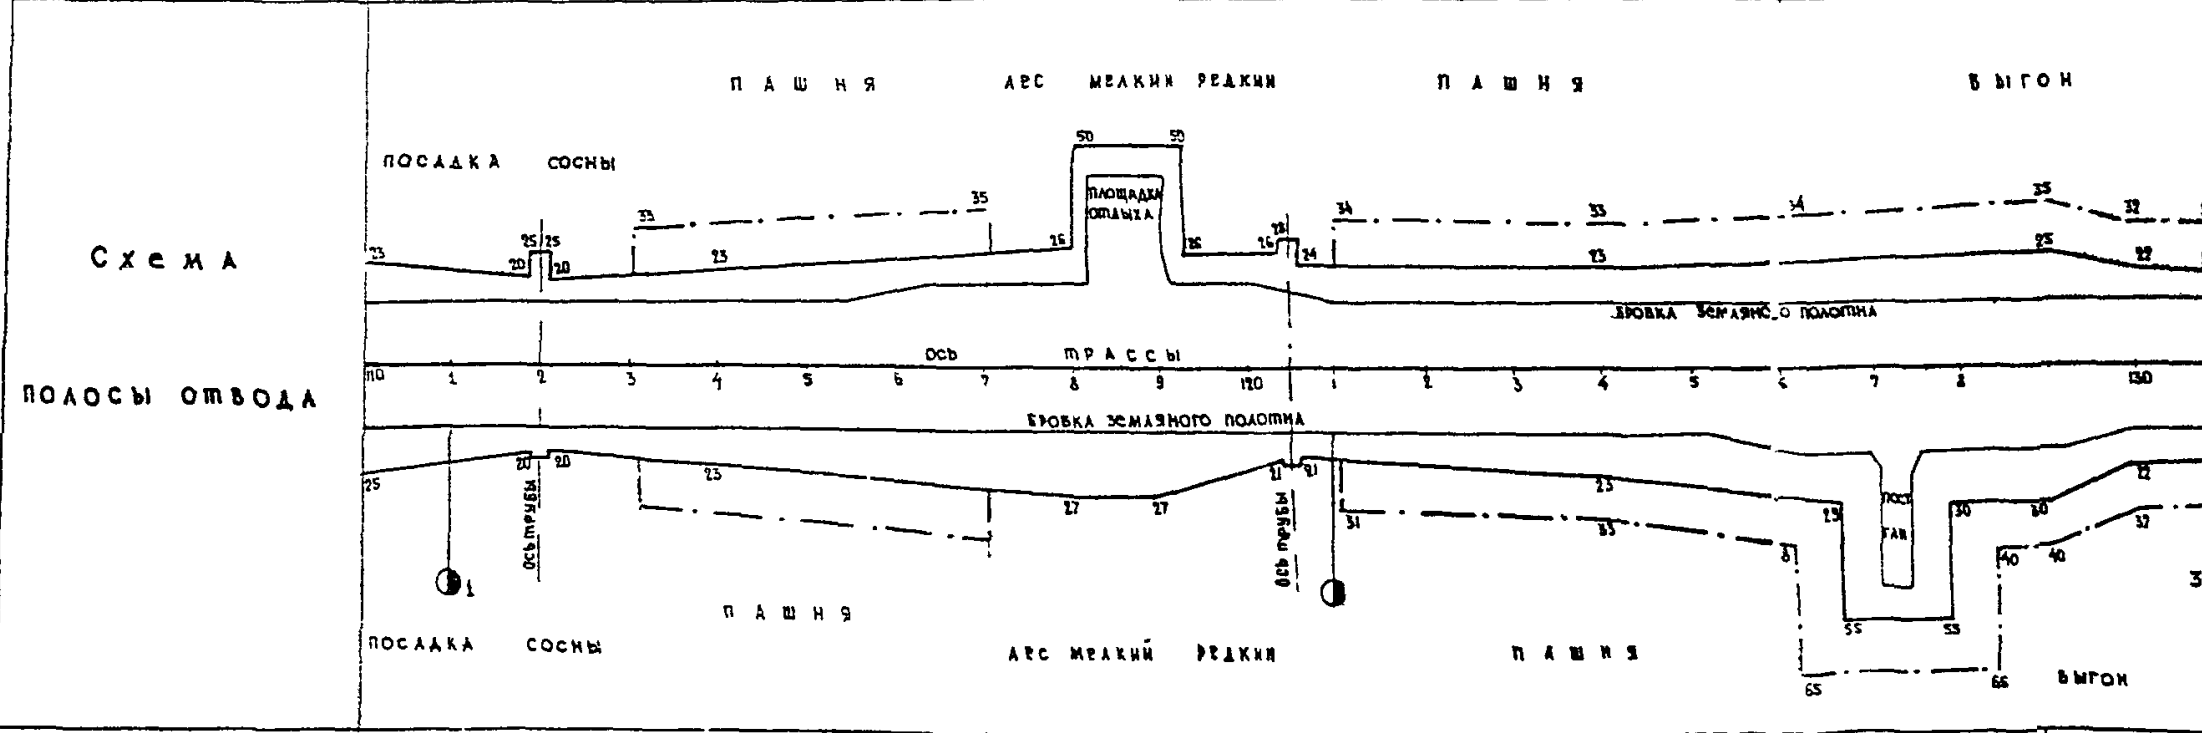 ПАШНЯ ЛЕС МЕЛКИЙ РЕДКИЙ ПАШНЯ ВЫГОН
50 50
ПОСАДКА СОСНЫ
ПЛОЩАДКА
ОТДЫХА
33 35 34 33 34 35 32
23 25 25 23 26 26 26 28 24 23 25 22
20 20
Схема
БРОВКА ЗЕМЛЯНОГО ПОЛОТНА
ОСЬ ТРАССЫ
110 1 2 3 4 5 6 7 8 9 120 1 2 3 4 5 6 7 8 130
ПОЛОСЫ ОТВОДА
БРОВКА ЗЕМЛЯНОГО ПОЛОТНА
25 20 20 23 27 27 21 21 25 29 30 30 22
ОСЬ ТРУБЫ
ОСЬ ТРУБЫ
ПОСТ
ГАИ
31 33 40 40 32
1
ПАШНЯ
55 55
ПОСАДКА СОСНЫ
ЛЕС МЕЛКИЙ РЕДКИЙ ПАШНЯ
65 65
ВЫГОН